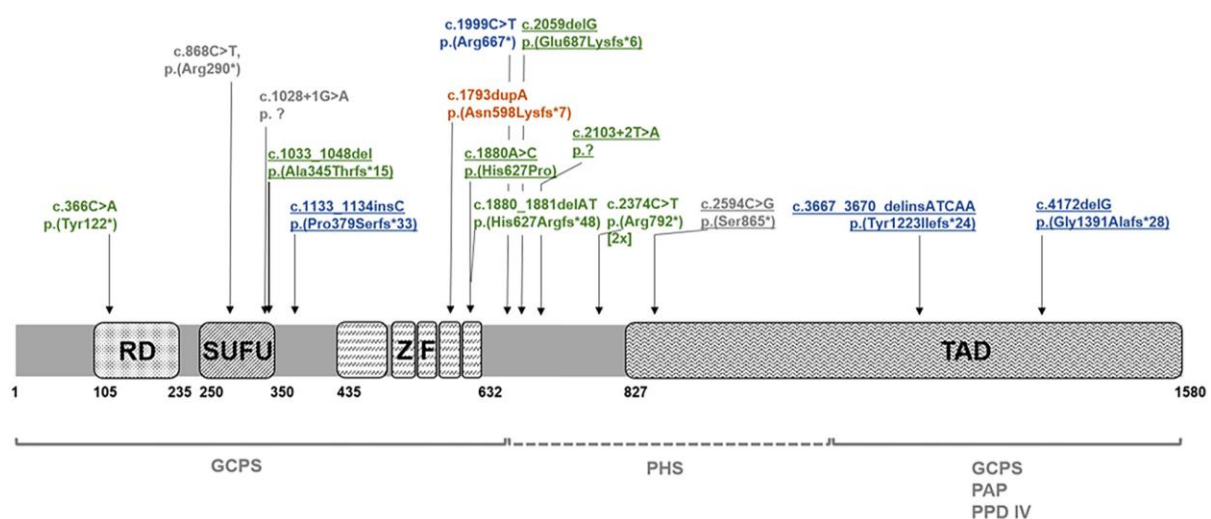 c.1999C>T
p.(Arg667*)
c.2059delG
p.(Glu687Lysfs*6)
c.868C>T,
p.(Arg290*)
c.1028+1G>A
p. ?
c.1793dupA
p.(Asn598Lysfs*7)
c.2103+2T>A
p.?
c.1033_1048del
p.(Ala345Thrfs*15)
c.1880A>C
p.(His627Pro)
c.366C>A
p.(Tyr122*)
c.1133_1134insC
p.(Pro379Serfs*33)
c.1880_1881delAT
p.(His627Argfs*48)
c.2374C>T
p.(Arg792*)
[2x]
c.2594C>G
p.(Ser865*)
c.3667_3670_delinsATCAA
p.(Tyr1223Ilefs*24)
c.4172delG
p.(Gly1391Alafs*28)
RD SUFU Z F TAD
1 105 235 250 350 435 632 827 1580
GCPS PHS GCPS
PAP
PPD IV